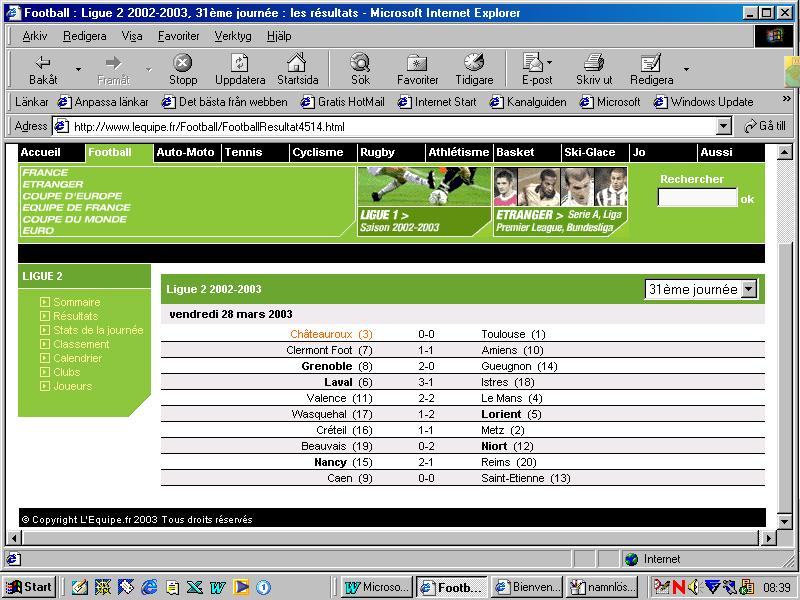 Football : Ligue 2 2002-2003, 31ème journée : les résultats - Microsoft Internet Explorer
Arkiv Redigera Visa Favoriter Verktyg Hjälp
Bakåt Framåt Stopp Uppdatera Startsida Sök Favoriter Tidigare E-post Skriv ut Redigera
Länkar Anpassa länkar Det bästa från webben Gratis HotMail Internet Start Kanalguiden Microsoft Windows Update »
Adress http://www.lequipe.fr/Football/FootballResultat4514.html Gå till
Accueil Football Auto-Moto Tennis Cyclisme Rugby Athlétisme Basket Ski-Glace Jo Aussi
FRANCE
ETRANGER
COUPE D'EUROPE
EQUIPE DE FRANCE
COUPE DU MONDE
EURO
LIGUE 1 >
Saison 2002-2003
ETRANGER > Serie A, Liga
Premier League, Bundesliga
Rechercher
ok
LIGUE 2
Sommaire
Résultats
Stats de la journée
Classement
Calendrier
Clubs
Joueurs
Ligue 2 2002-2003 31ème journée
vendredi 28 mars 2003
Châteauroux (3) 0-0 Toulouse (1)
Clermont Foot (7) 1-1 Amiens (10)
Grenoble (8) 2-0 Gueugnon (14)
Laval (6) 3-1 Istres (18)
Valence (11) 2-2 Le Mans (4)
Wasquehal (17) 1-2 Lorient (5)
Créteil (16) 1-1 Metz (2)
Beauvais (19) 0-2 Niort (12)
Nancy (15) 2-1 Reims (20)
Caen (9) 0-0 Saint-Etienne (13)
© Copyright L'Equipe.fr 2003 Tous droits réservés
Internet
Start Microso... Footb... Bienven... namnlös... 08:39